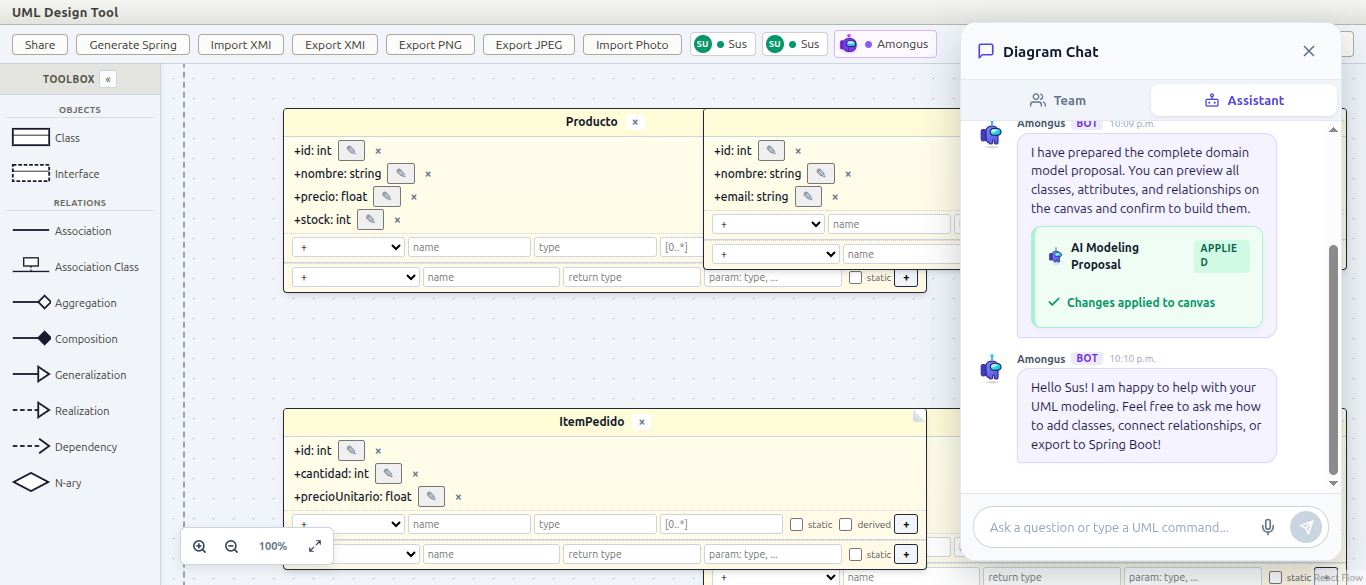 UML Design Tool
Share
Generate Spring
Import XMI
Export XMI
Export PNG
Export JPEG
Import Photo
SU Sus
SU Sus
Amongus
TOOLBOX «
OBJECTS
Class
Interface
RELATIONS
Association
Association Class
Aggregation
Composition
Generalization
Realization
Dependency
N-ary
Producto ×
+id: int ✎ ×
+nombre: string ✎ ×
+precio: float ✎ ×
+stock: int ✎ ×
+ name type [0..*]
+ name return type param: type, ... static +
+id: int ✎ ×
+nombre: string ✎ ×
+email: string ✎ ×
+ name
+ name
ItemPedido ×
+id: int ✎ ×
+cantidad: int ✎ ×
+precioUnitario: float ✎ ×
+ name type [0..*] static derived +
name return type param: type, ... static +
+ name return type param: type, ... static
React Flow
100%
Diagram Chat
Team
Assistant
Amongus BOT 10:09 p.m.
I have prepared the complete domain
model proposal. You can preview all
classes, attributes, and relationships on
the canvas and confirm to build them.
AI Modeling
Proposal
APPLIE
D
Changes applied to canvas
Amongus BOT 10:10 p.m.
Hello Sus! I am happy to help with your
UML modeling. Feel free to ask me how
to add classes, connect relationships, or
export to Spring Boot!
Ask a question or type a UML command...